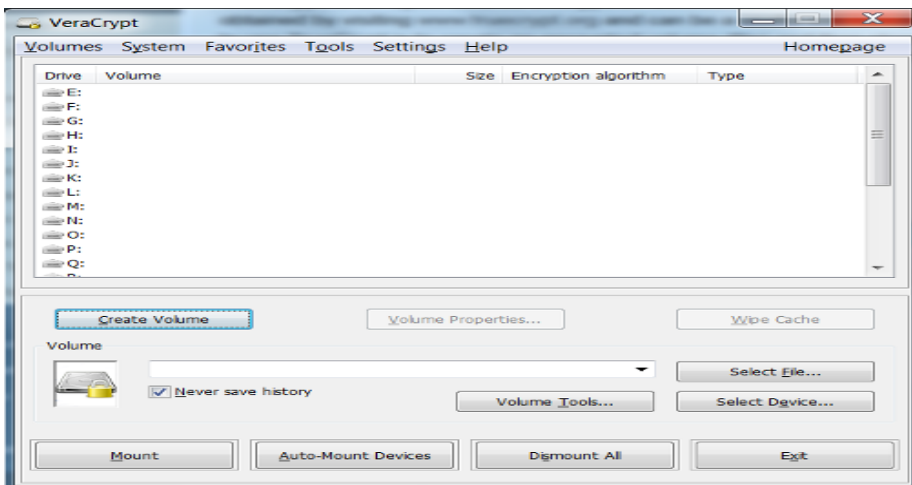 VeraCrypt
Volumes System Favorites Tools Settings Help Homepage
Drive Volume Size Encryption algorithm Type
E:
F:
G:
H:
I:
J:
K:
L:
M:
N:
O:
P:
Q:
Create Volume Volume Properties... Wipe Cache
Volume
Select File...
Never save history
Volume Tools... Select Device...
Mount Auto-Mount Devices Dismount All Exit